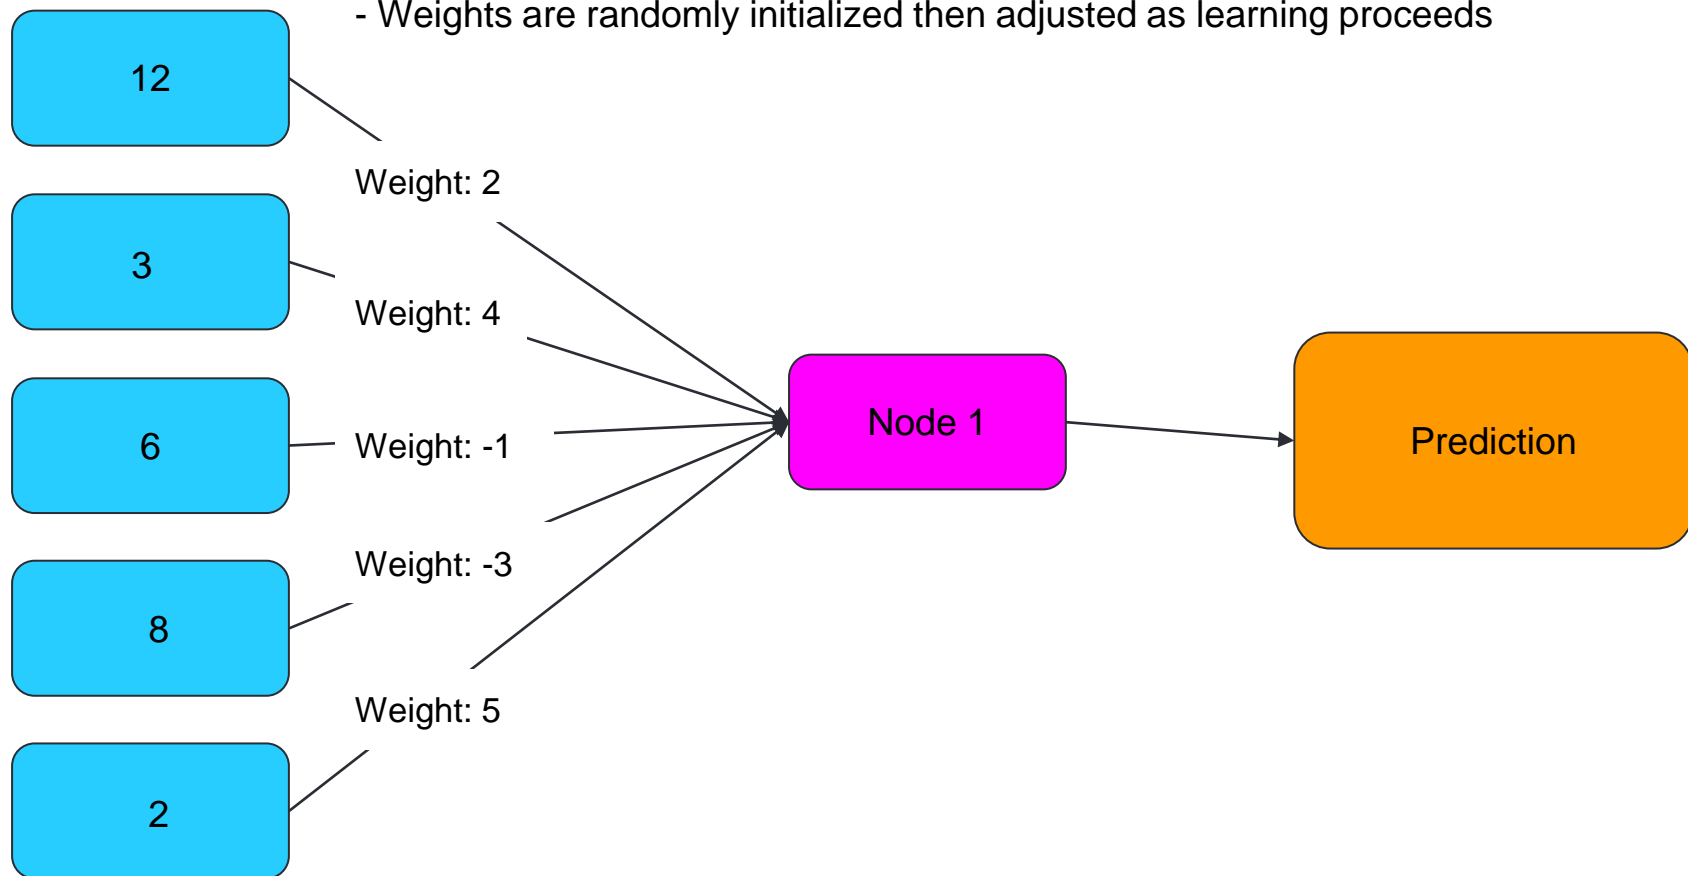 - Weights are randomly initialized then adjusted as learning proceeds
12
Weight: 2
3
Weight: 4
6
Weight: -1
Node 1
Prediction
8
Weight: -3
2
Weight: 5